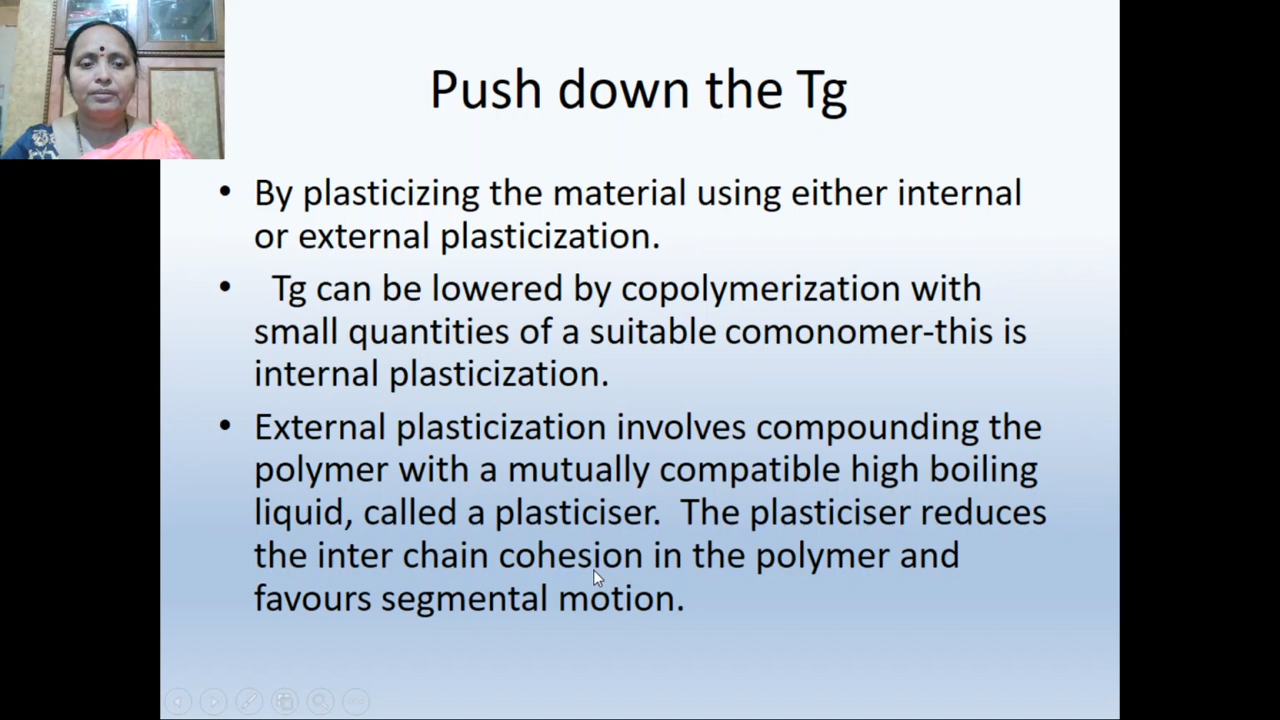 Push down the Tg
• By plasticizing the material using either internal
or external plasticization.
• Tg can be lowered by copolymerization with
small quantities of a suitable comonomer-this is
internal plasticization.
• External plasticization involves compounding the
polymer with a mutually compatible high boiling
liquid, called a plasticiser. The plasticiser reduces
the inter chain cohesion in the polymer and
favours segmental motion.